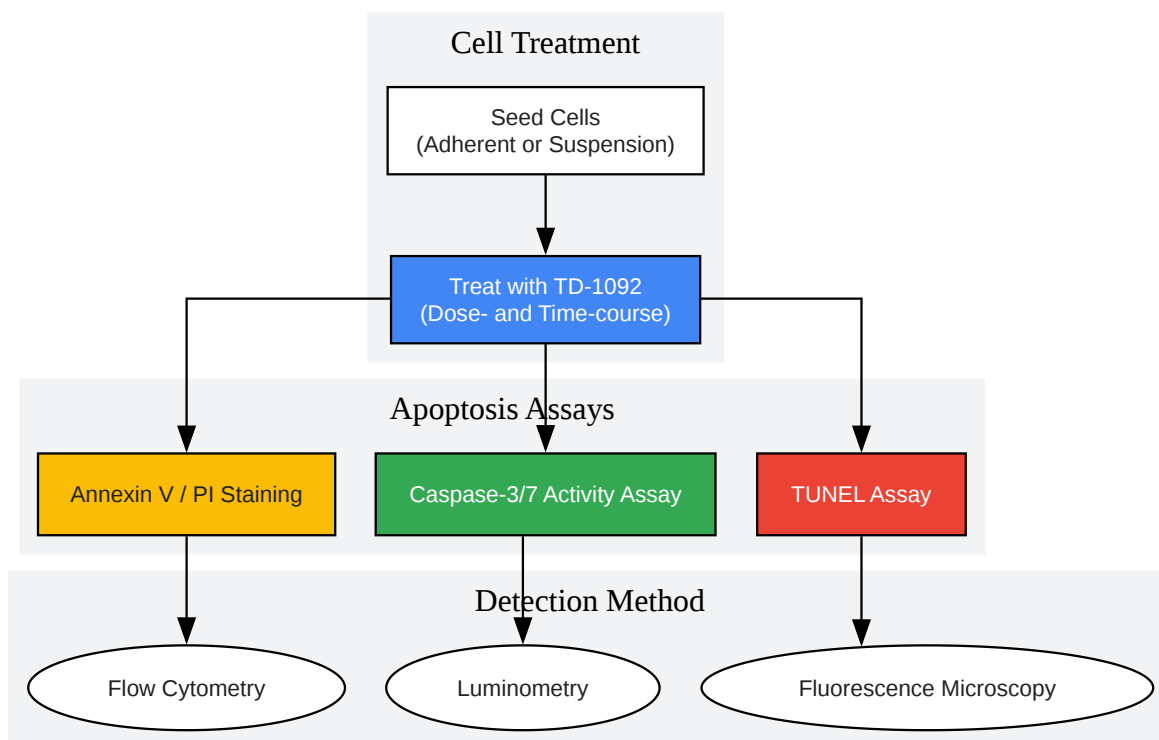 Cell Treatment
Seed Cells
(Adherent or Suspension)
Treat with TD-1092
(Dose- and Time-course)
Apoptosis Assays
Annexin V / PI Staining
Caspase-3/7 Activity Assay
TUNEL Assay
Detection Method
Flow Cytometry
Luminometry
Fluorescence Microscopy